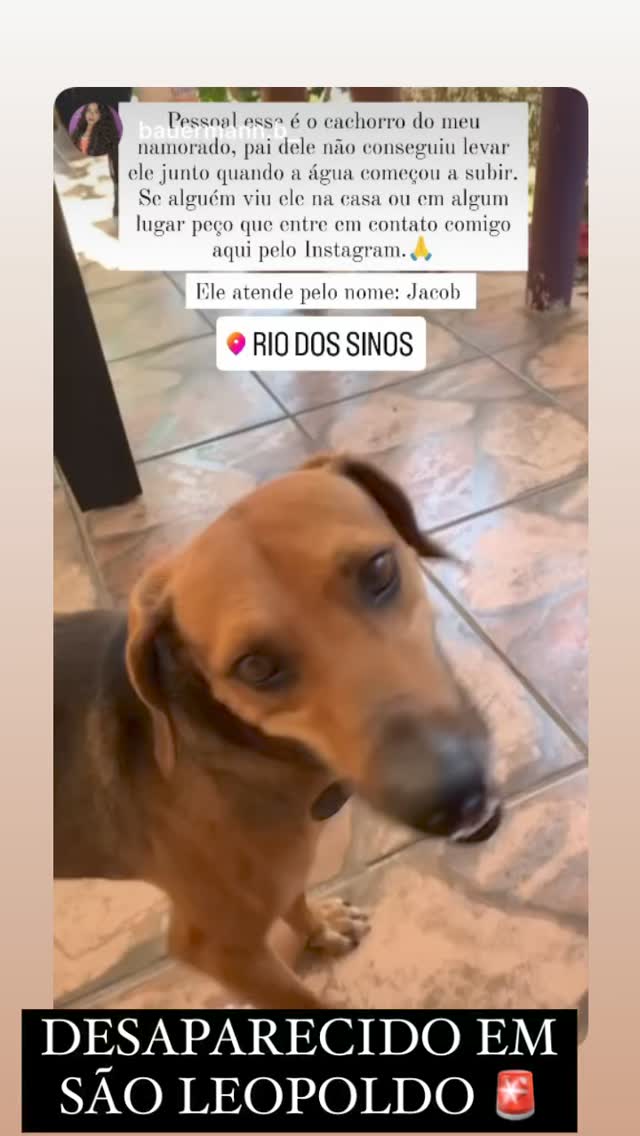 bauermann.b_
Pessoal esse é o cachorro do meu
namorado, pai dele não conseguiu levar
ele junto quando a água começou a subir.
Se alguém viu ele na casa ou em algum
lugar peço que entre em contato comigo
aqui pelo Instagram.🙏
Ele atende pelo nome: Jacob
RIO DOS SINOS
DESAPARECIDO EM
SÃO LEOPOLDO 🚨